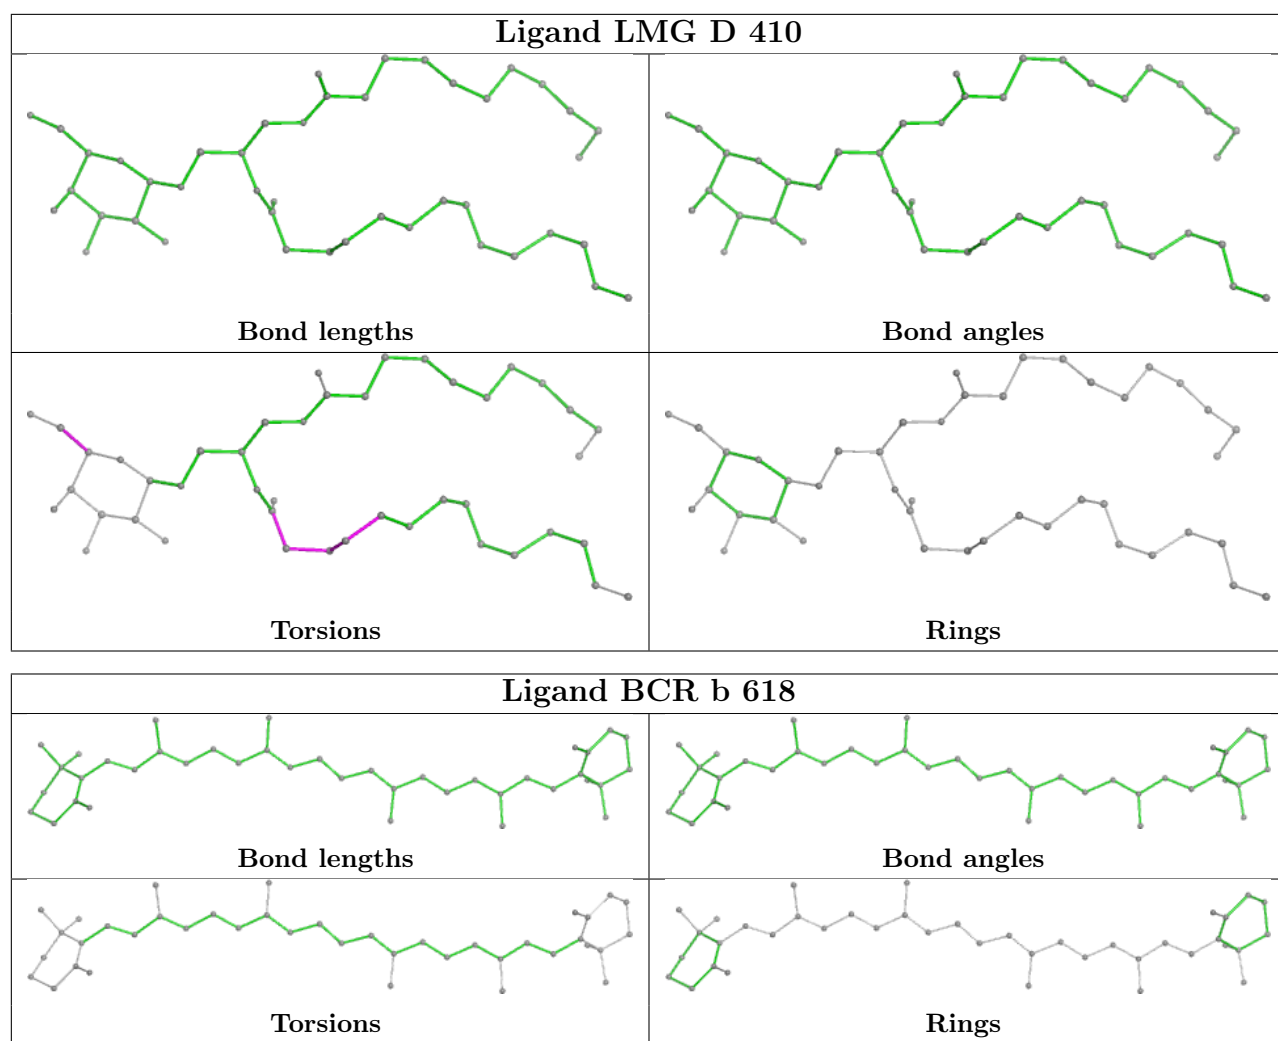 Ligand LMG D 410
Bond lengths
Bond angles
Torsions
Rings
Ligand BCR b 618
Bond lengths
Bond angles
Torsions
Rings